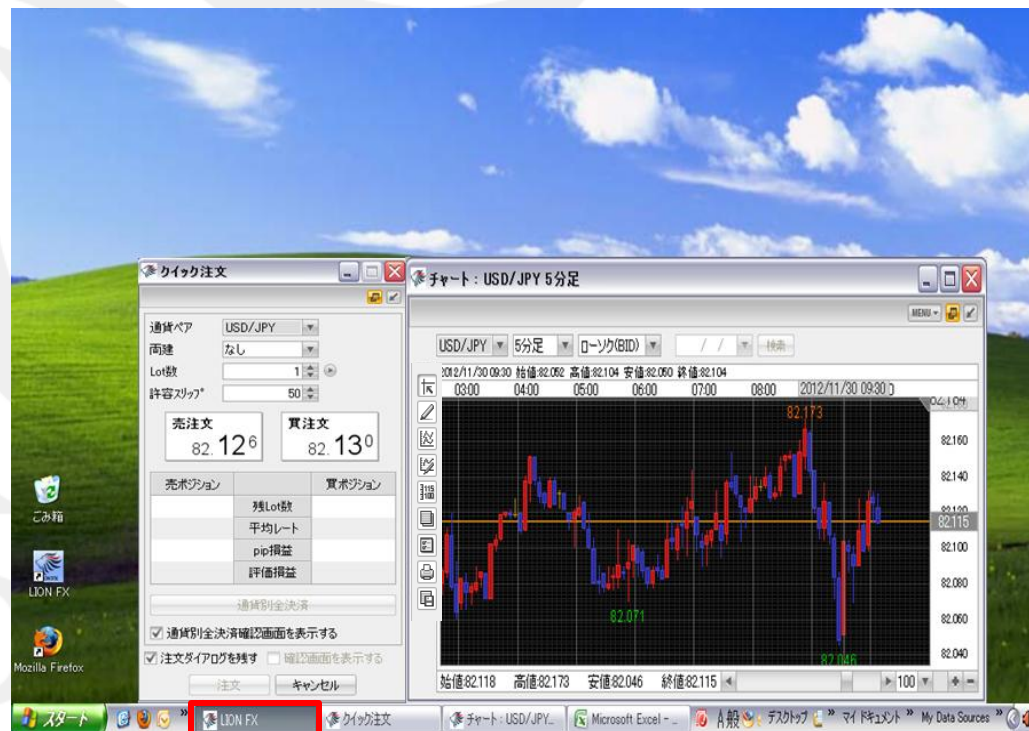 クイック注文
通貨ペア USD/JPY
両建 なし
Lot数 1
許容スリップ 50
売注文 買注文
82.126 82.130
売ポジション 買ポジション
残Lot数
平均レート
pip損益
評価損益
通貨別全決済
通貨別全決済確認画面を表示する
注文ダイアログを残す 確認画面を表示する
注文 キャンセル
チャート : USD/JPY 5分足
MENU
USD/JPY 5分足 ローソク(BID) / / 検索
2012/11/30 09:30 始値:82.092 高値:82.104 安値:82.050 終値:82.104
03:00 04:00 05:00 06:00 07:00 08:00 2012/11/30 09:30
82.173
82.160
82.140
82.115
82.100
82.080
82.071
82.060
82.046
82.040
始値:82.118 高値:82.173 安値:82.046 終値:82.115 100
ごみ箱
LION FX
Mozilla Firefox
スタート LION FX クイック注文 チャート : USD/JPY... Microsoft Excel - ... A 般 デスクトップ マイ ドキュメント My Data Sources